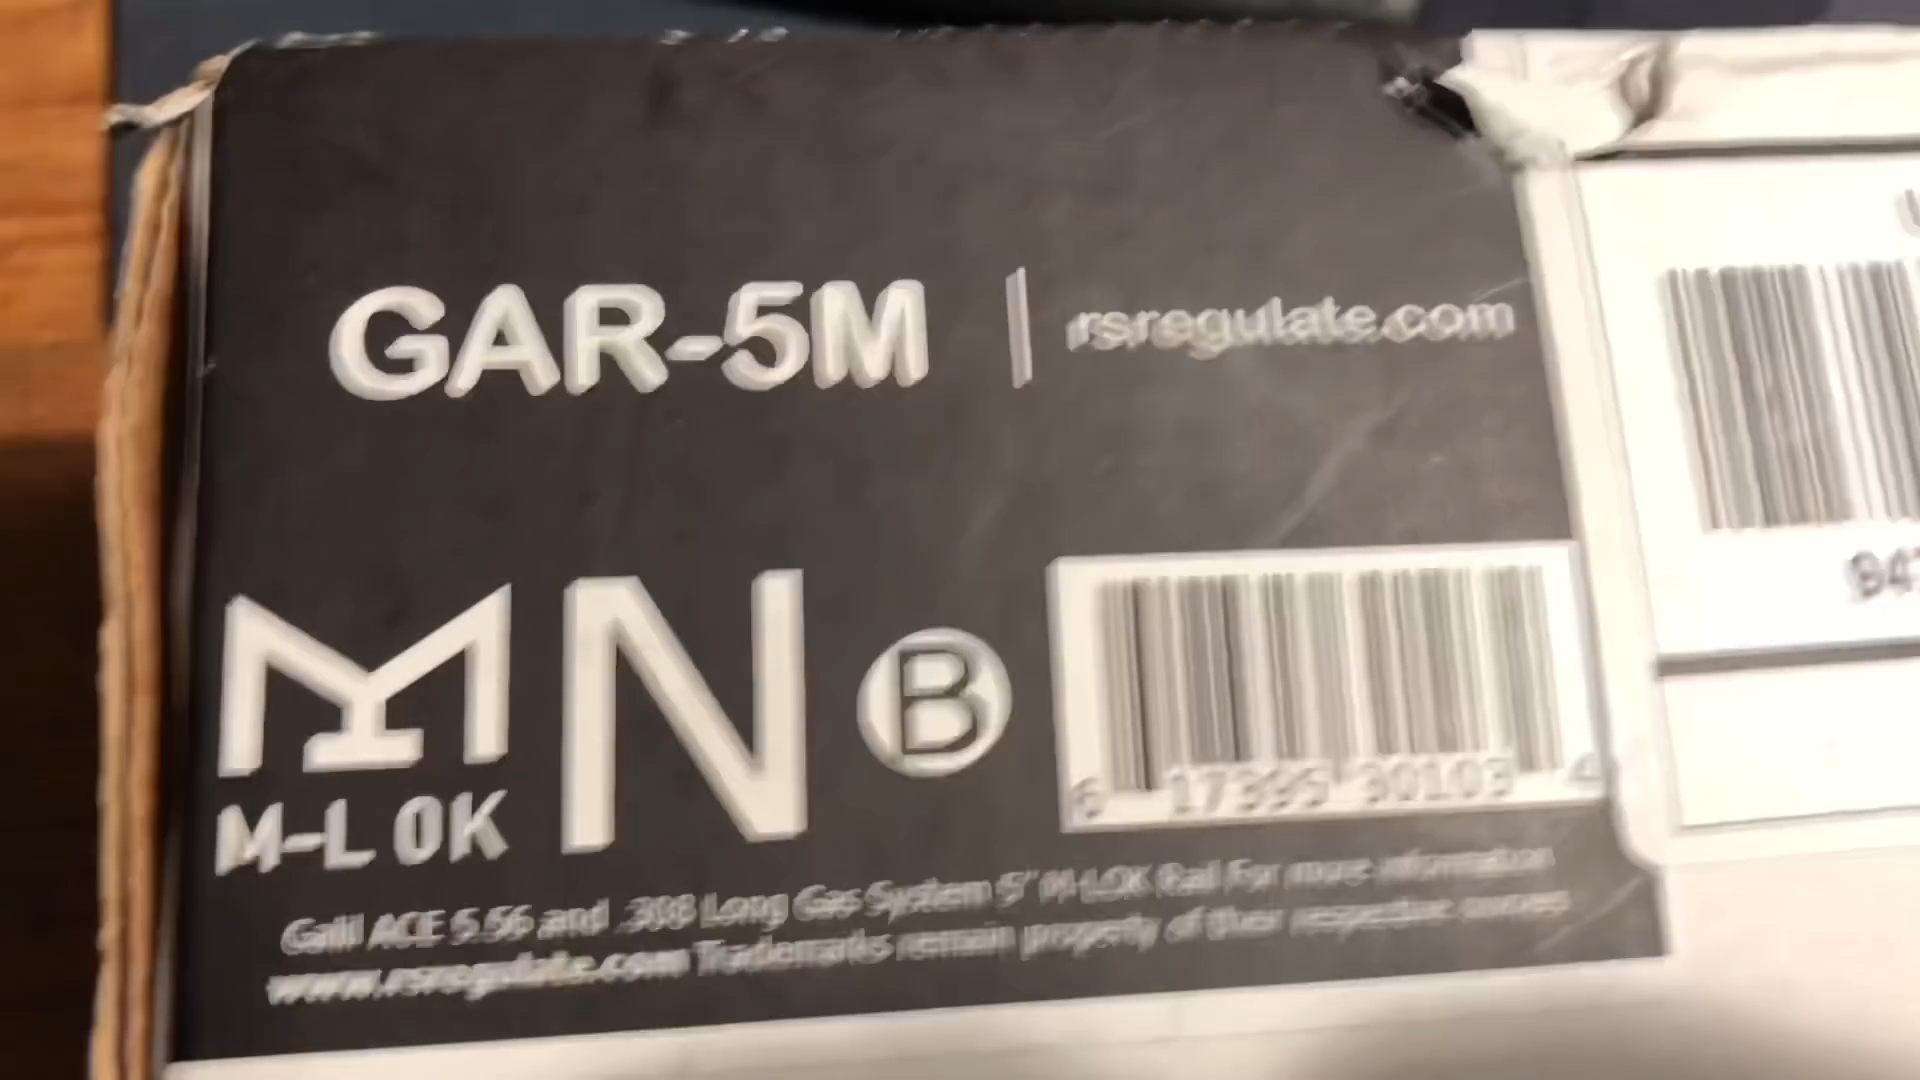 GAR-5M | rsregulate.com
N B
M-LOK
6 17395 30103 4
Galil ACE 5.56 and .308 Long Gas System 5" M-LOK Rail For more information
www.rsregulate.com Trademarks remain property of their respective owners